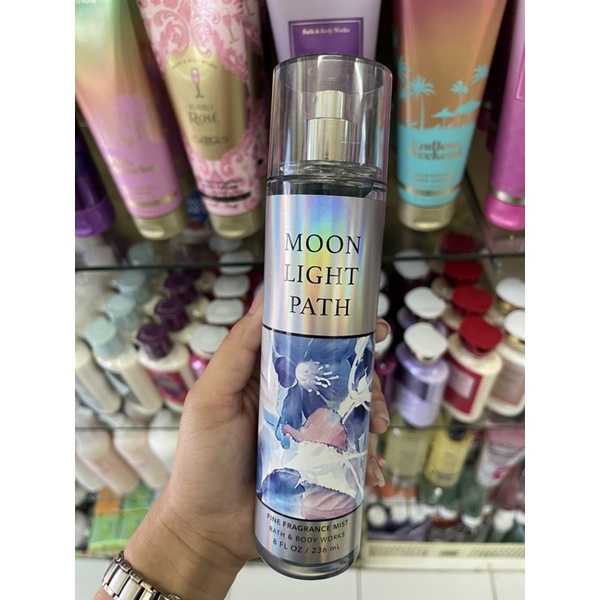 Bath & Body Works
Rosé
Endless
Weekend
MOON
LIGHT
PATH
FINE FRAGRANCE MIST
BATH & BODY WORKS
8 FL OZ / 236 mL